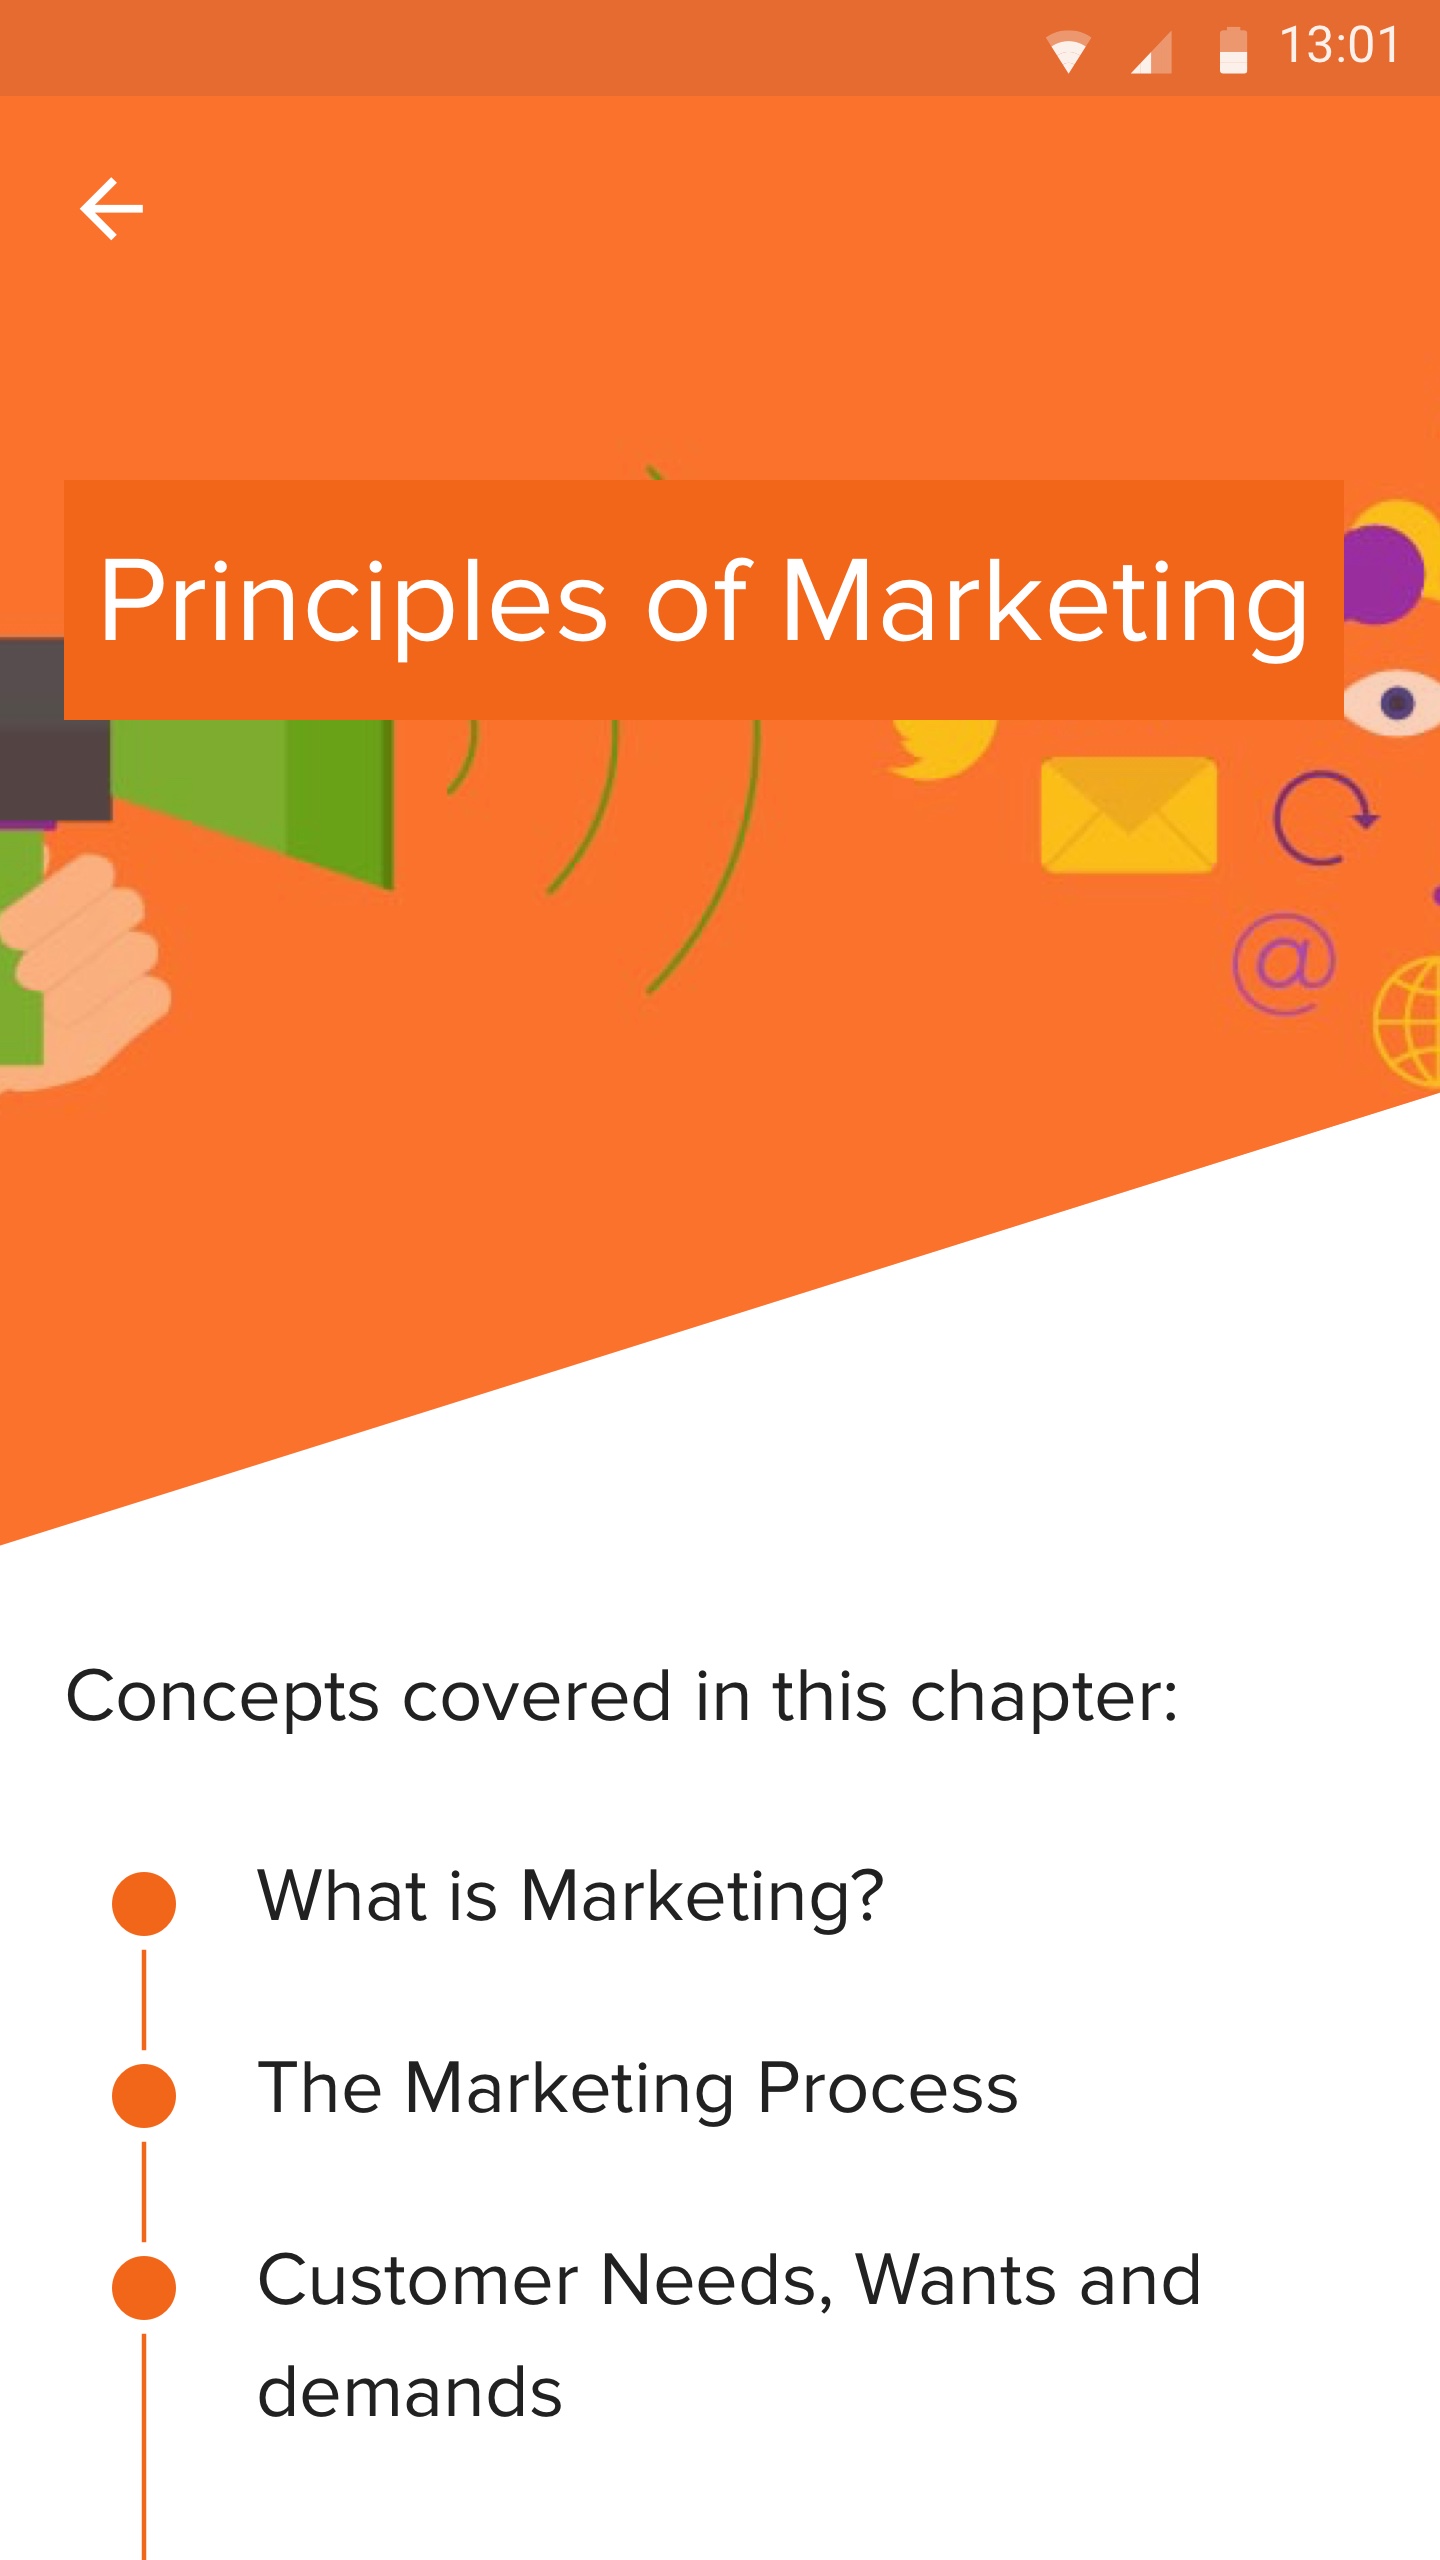 13:01
Principles of Marketing
@
Concepts covered in this chapter:
What is Marketing?
The Marketing Process
Customer Needs, Wants and
demands